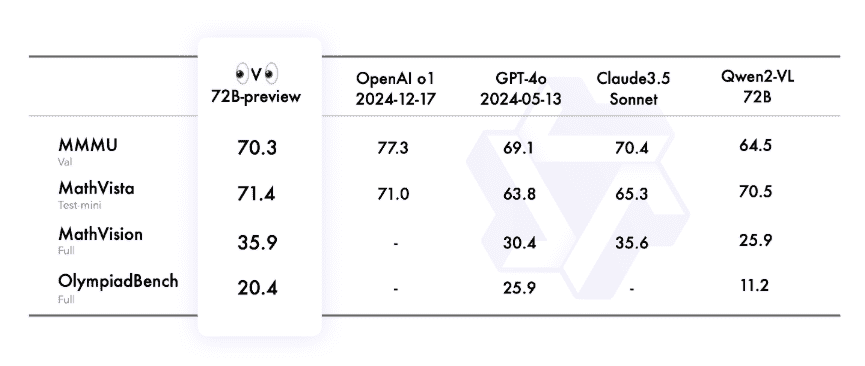 👀V👀 OpenAI o1 GPT-4o Claude3.5 Qwen2-VL
72B-preview 2024-12-17 2024-05-13 Sonnet 72B
MMMU 70.3 77.3 69.1 70.4 64.5
Val
MathVista 71.4 71.0 63.8 65.3 70.5
Test-mini
MathVision 35.9 - 30.4 35.6 25.9
Full
OlympiadBench 20.4 - 25.9 - 11.2
Full